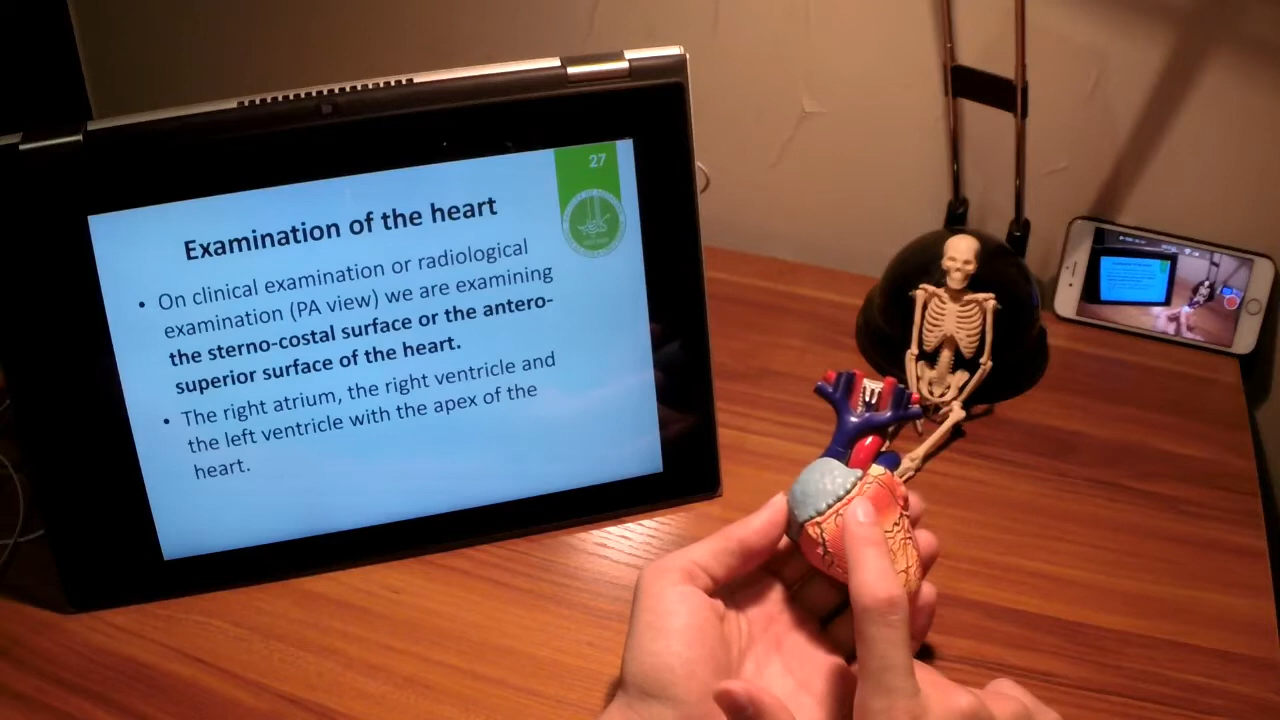 27
Examination of the heart
• On clinical examination or radiological
examination (PA view) we are examining
the sterno-costal surface or the antero-
superior surface of the heart.
• The right atrium, the right ventricle and
the left ventricle with the apex of the
heart.